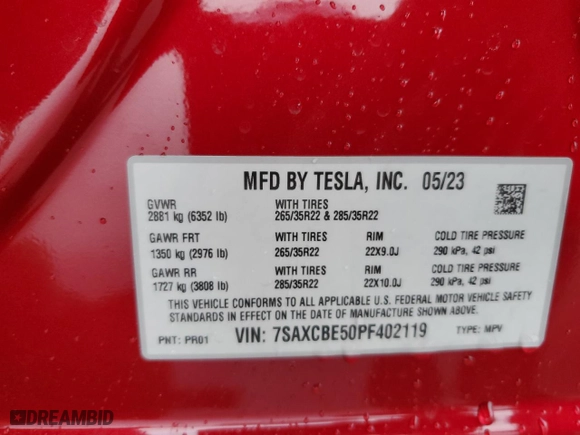 MFD BY TESLA, INC. 05/23
GVWR WITH TIRES
2881 kg (6352 lb) 265/35R22 & 285/35R22
GAWR FRT WITH TIRES RIM COLD TIRE PRESSURE
1350 kg (2976 lb) 265/35R22 22X9.0J 290 kPa, 42 psi
GAWR RR WITH TIRES RIM COLD TIRE PRESSURE
1727 kg (3808 lb) 285/35R22 22X10.0J 290 kPa, 42 psi
THIS VEHICLE CONFORMS TO ALL APPLICABLE U.S. FEDERAL MOTOR VEHICLE SAFETY
STANDARDS IN EFFECT ON THE DATE OF MANUFACTURE SHOWN ABOVE.
PNT: PR01 VIN: 7SAXCBE50PF402119 TYPE: MPV
DREAMBID